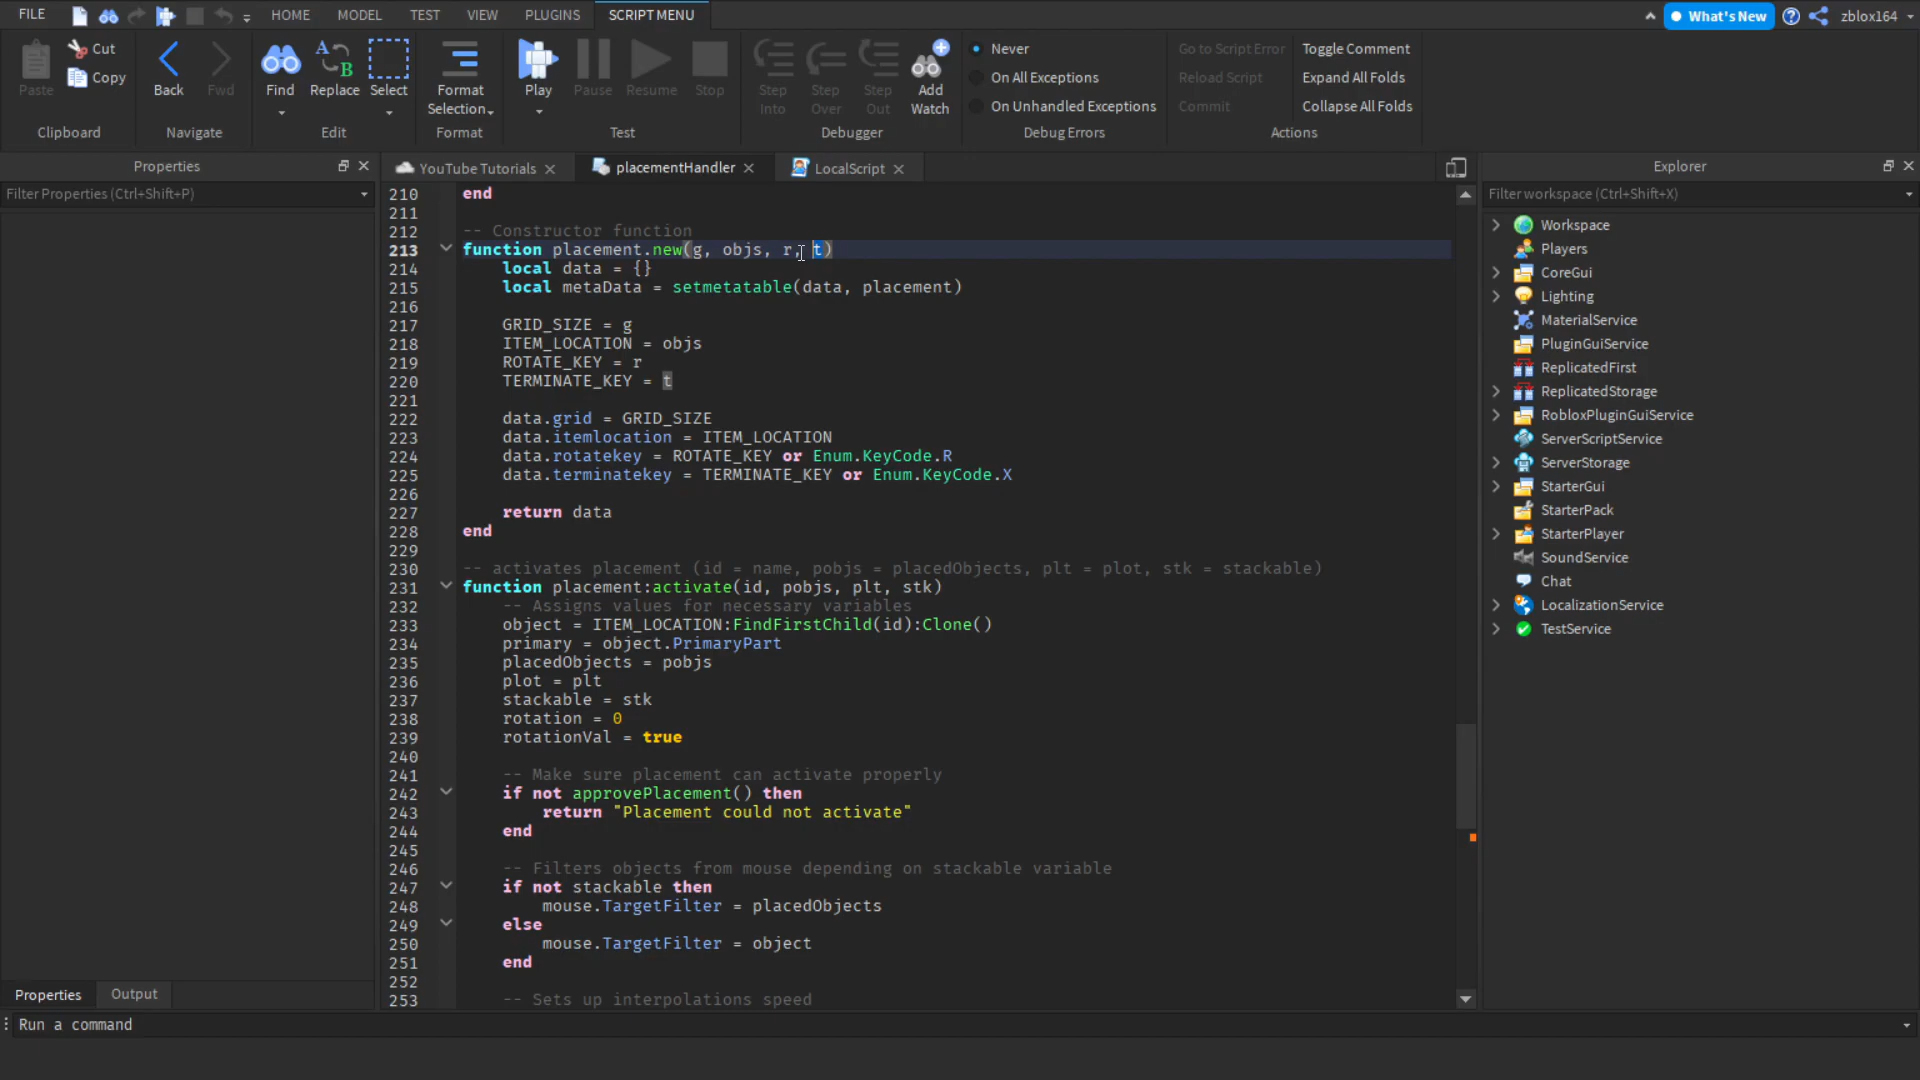 FILE HOME MODEL TEST VIEW PLUGINS SCRIPT MENU What's New zblox164
Paste Cut Copy Clipboard
Back Fwd Navigate
Find Replace Select Edit
Format Selection Format
Play Pause Resume Stop Test
Step Into Step Over Step Out Add Watch Debugger
Never
On All Exceptions
On Unhandled Exceptions
Debug Errors
Go to Script Error Toggle Comment
Reload Script Expand All Folds
Commit Collapse All Folds
Actions
Properties
Filter Properties (Ctrl+Shift+P)
Properties Output
YouTube Tutorials placementHandler LocalScript
210 end
211
212 -- Constructor function
213 function placement.new(g, objs, r, t)
214 local data = {}
215 local metaData = setmetatable(data, placement)
216
217 GRID_SIZE = g
218 ITEM_LOCATION = objs
219 ROTATE_KEY = r
220 TERMINATE_KEY = t
221
222 data.grid = GRID_SIZE
223 data.itemlocation = ITEM_LOCATION
224 data.rotatekey = ROTATE_KEY or Enum.KeyCode.R
225 data.terminatekey = TERMINATE_KEY or Enum.KeyCode.X
226
227 return data
228 end
229
230 -- activates placement (id = name, pobjs = placedObjects, plt = plot, stk = stackable)
231 function placement:activate(id, pobjs, plt, stk)
232 -- Assigns values for necessary variables
233 object = ITEM_LOCATION:FindFirstChild(id):Clone()
234 primary = object.PrimaryPart
235 placedObjects = pobjs
236 plot = plt
237 stackable = stk
238 rotation = 0
239 rotationVal = true
240
241 -- Make sure placement can activate properly
242 if not approvePlacement() then
243 return "Placement could not activate"
244 end
245
246 -- Filters objects from mouse depending on stackable variable
247 if not stackable then
248 mouse.TargetFilter = placedObjects
249 else
250 mouse.TargetFilter = object
251 end
252
253 -- Sets up interpolations speed
Explorer
Filter workspace (Ctrl+Shift+X)
Workspace
Players
CoreGui
Lighting
MaterialService
PluginGuiService
ReplicatedFirst
ReplicatedStorage
RobloxPluginGuiService
ServerScriptService
ServerStorage
StarterGui
StarterPack
StarterPlayer
SoundService
Chat
LocalizationService
TestService
Run a command